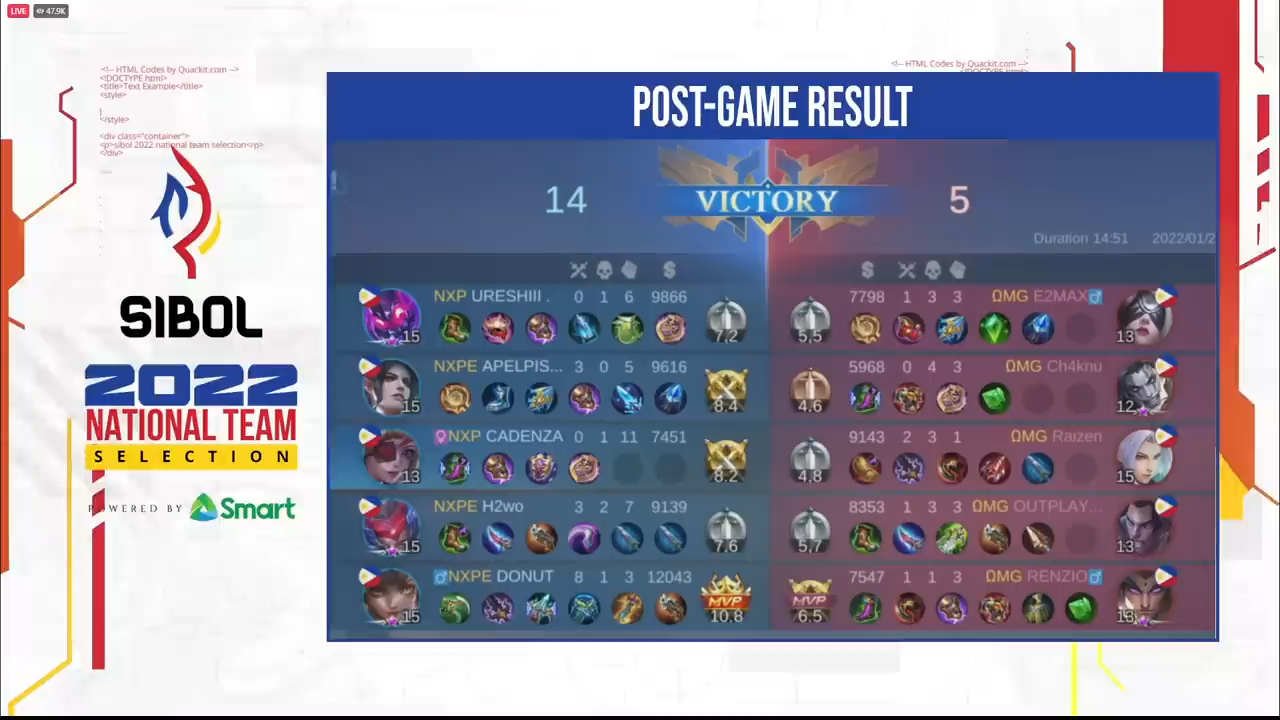 LIVE 47.9K
<!-- HTML Codes by Quackit.com -->
<!DOCTYPE html>
<title>Text Example</title>
<style>
}
</style>
<div class="container">
<p>sibol 2022 national team selection</p>
</div>
<!-- HTML Codes by Quackit.com -->
SIBOL
2022
NATIONAL TEAM
SELECTION
POWERED BY Smart
POST-GAME RESULT
14 VICTORY 5
Duration 14:51 2022/01/2
$ $
15 NXP URESHIII . 0 1 6 9866 7.2 5.5 7798 1 3 3 ΩMG E2MAX 13
15 NXPE APELPIS... 3 0 5 9616 8.4 4.6 5968 0 4 3 ΩMG Ch4knu 12
13 NXP CADENZA 0 1 11 7451 8.2 4.8 9143 2 3 1 ΩMG Raizen 15
15 NXPE H2wo 3 2 7 9139 7.6 5.7 8353 1 3 3 ΩMG OUTPLAY... 13
15 NXPE DONUT 8 1 3 12043 MVP 10.8 MVP 6.5 7547 1 1 3 ΩMG RENZIO 13